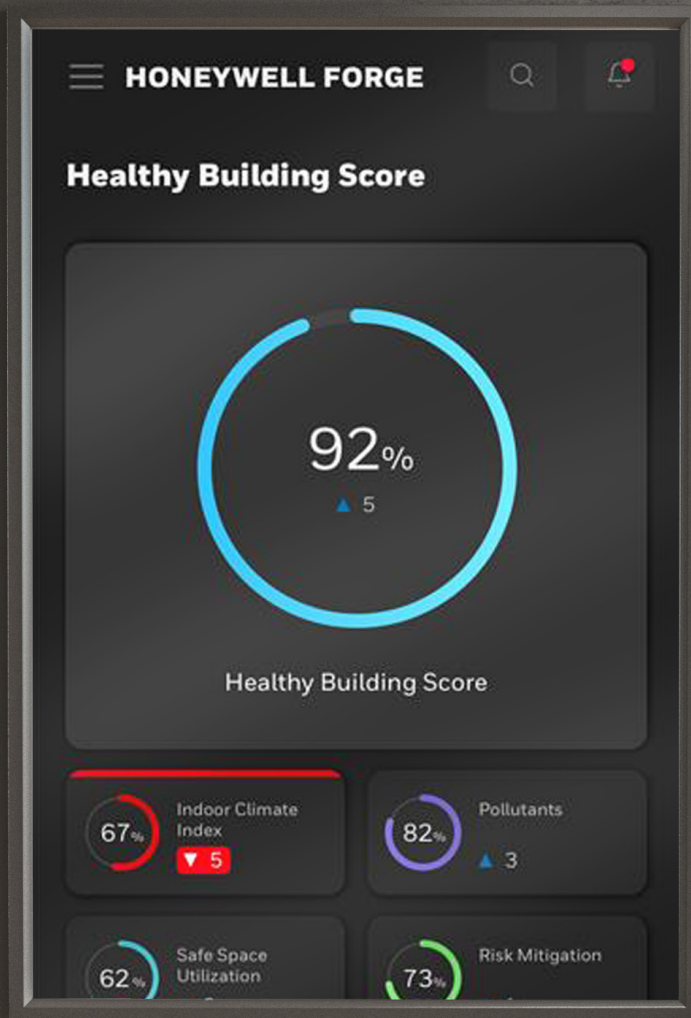 HONEYWELL FORGE
Healthy Building Score
92%
▲ 5
Healthy Building Score
67%
Indoor Climate
Index
▼ 5
82%
Pollutants
▲ 3
62%
Safe Space
Utilization
73%
Risk Mitigation